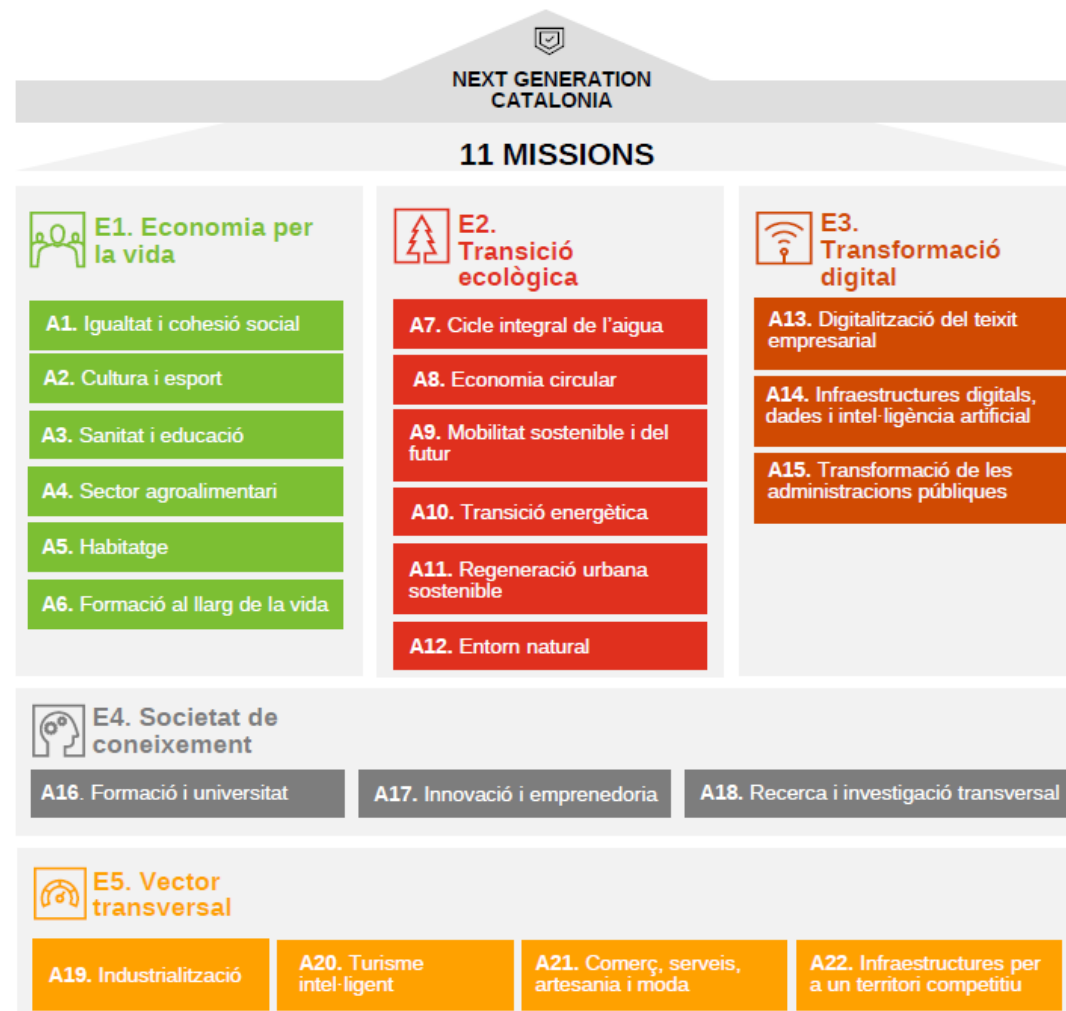 NEXT GENERATION
CATALONIA
11 MISSIONS
E1. Economia per
la vida
A1. Igualtat i cohesió social
A2. Cultura i esport
A3. Sanitat i educació
A4. Sector agroalimentari
A5. Habitatge
A6. Formació al llarg de la vida
E2.
Transició
ecològica
A7. Cicle integral de l’aigua
A8. Economia circular
A9. Mobilitat sostenible i del
futur
A10. Transició energètica
A11. Regeneració urbana
sostenible
A12. Entorn natural
E3.
Transformació
digital
A13. Digitalització del teixit
empresarial
A14. Infraestructures digitals,
dades i intel·ligència artificial
A15. Transformació de les
administracions públiques
E4. Societat de
coneixement
A16. Formació i universitat
A17. Innovació i emprenedoria
A18. Recerca i investigació transversal
E5. Vector
transversal
A19. Industrialització
A20. Turisme
intel·ligent
A21. Comerç, serveis,
artesania i moda
A22. Infraestructures per
a un territori competitiu